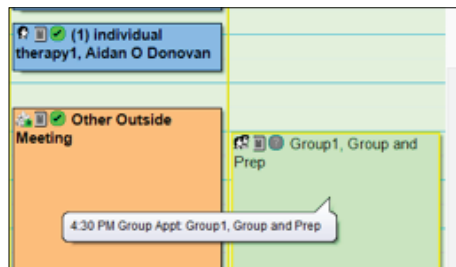 (1) individual
therapy1, Aidan O Donovan
Other Outside
Meeting
Group1, Group and
Prep
4:30 PM Group Appt: Group1, Group and Prep